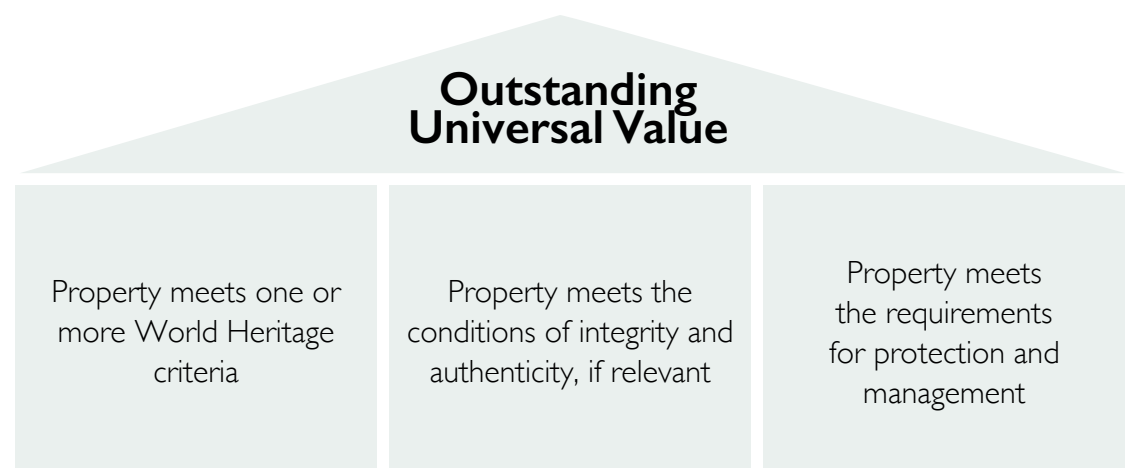 Outstanding
Universal Value
Property meets one or
more World Heritage
criteria
Property meets the
conditions of integrity and
authenticity, if relevant
Property meets
the requirements
for protection and
management